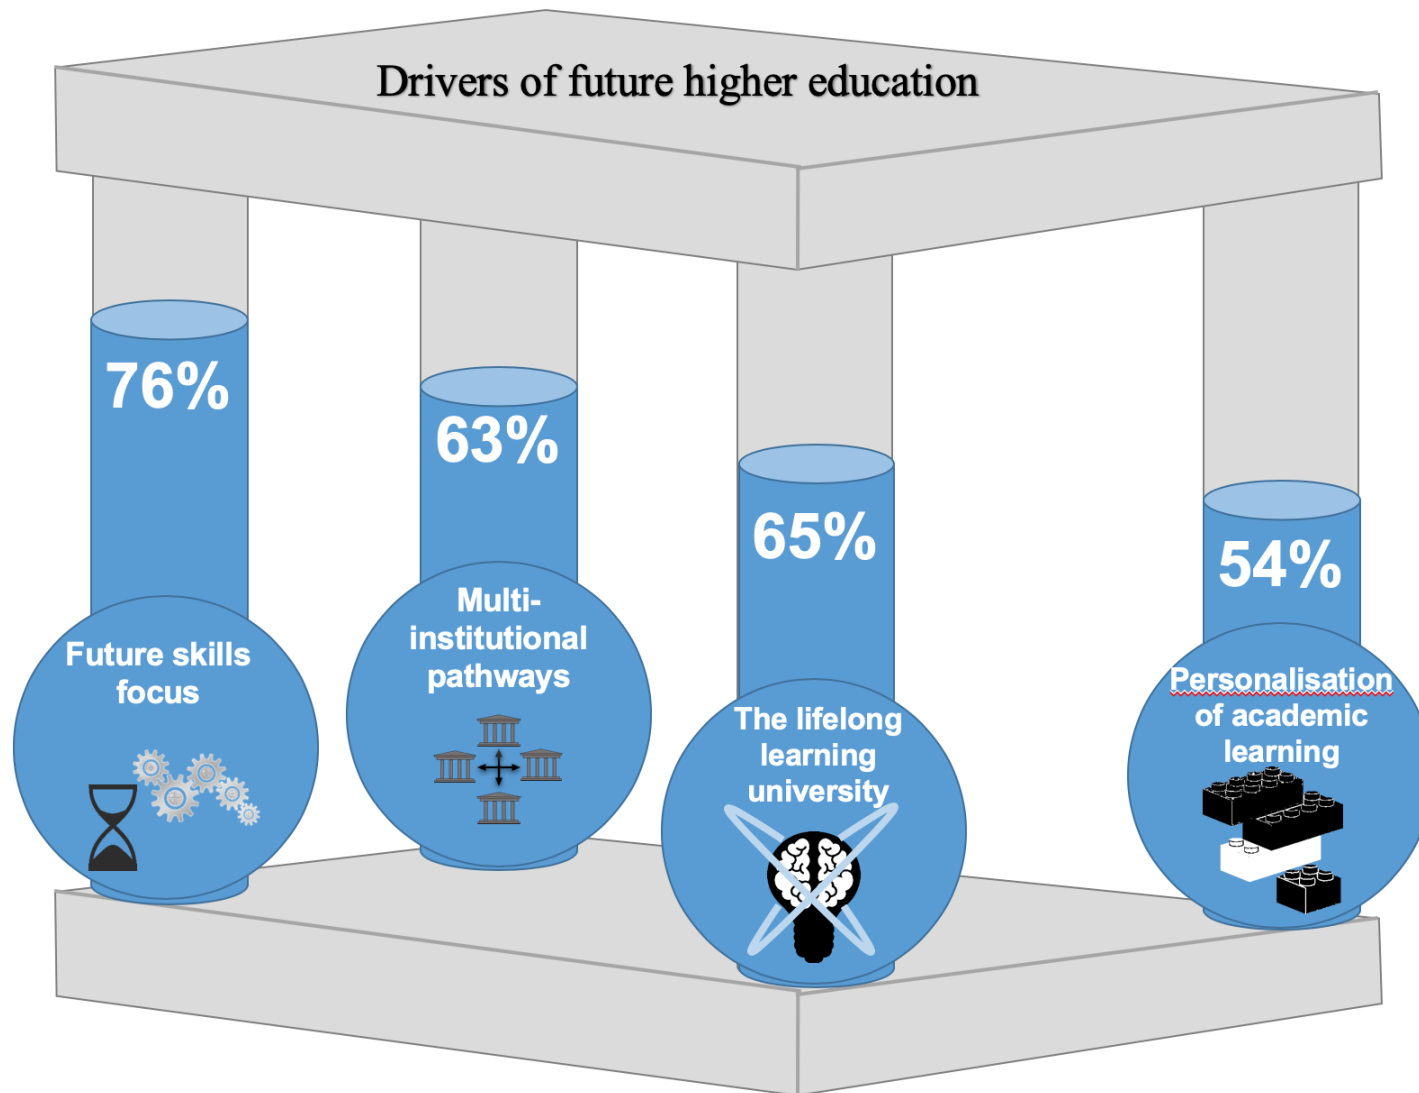 Drivers of future higher education
76%
Future skills
focus
63%
Multi-
institutional
pathways
65%
The lifelong
learning
university
54%
Personalisation
of academic
learning